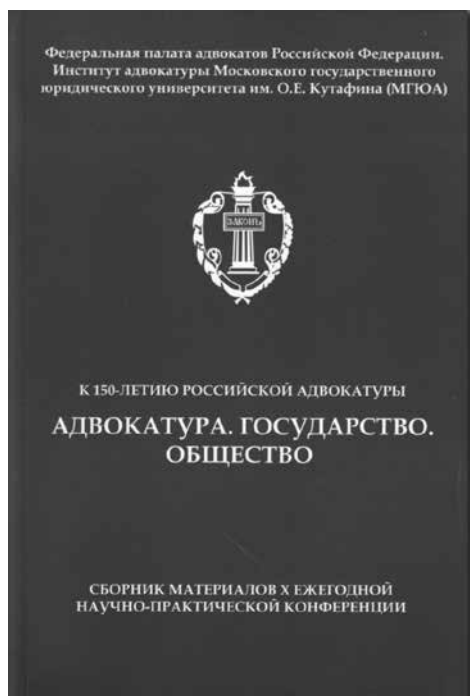 Федеральная палата адвокатов Российской Федерации.
Институт адвокатуры Московского государственного
юридического университета им. О.Е. Кутафина (МГЮА)
ЗАКОНЪ
К 150-ЛЕТИЮ РОССИЙСКОЙ АДВОКАТУРЫ
АДВОКАТУРА. ГОСУДАРСТВО.
ОБЩЕСТВО
СБОРНИК МАТЕРИАЛОВ X ЕЖЕГОДНОЙ
НАУЧНО-ПРАКТИЧЕСКОЙ КОНФЕРЕНЦИИ